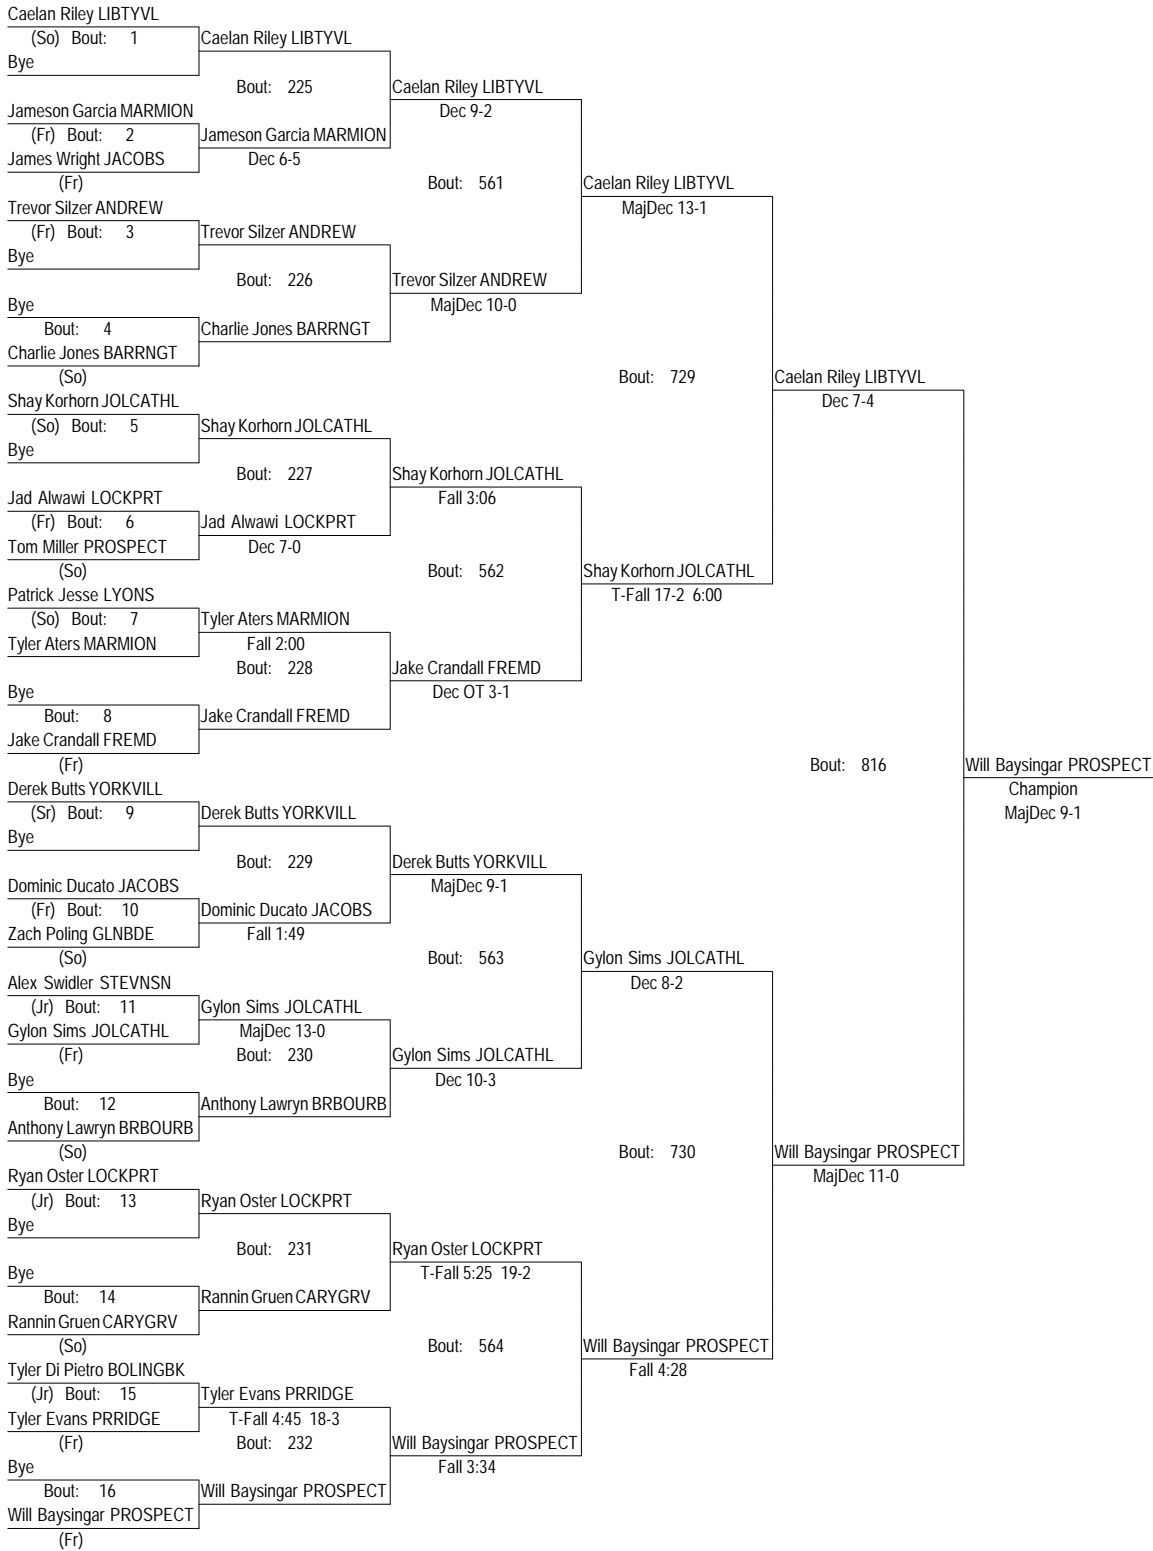 Caelan Riley LIBTYVL
(So) Bout: 1
Caelan Riley LIBTYVL
Bye
Bout: 225
Caelan Riley LIBTYVL
Jameson Garcia MARMION
Dec 9-2
(Fr) Bout: 2
Jameson Garcia MARMION
James Wright JACOBS
Dec 6-5
(Fr)
Bout: 561
Caelan Riley LIBTYVL
Trevor Silzer ANDREW
MajDec 13-1
(Fr) Bout: 3
Trevor Silzer ANDREW
Bye
Bout: 226
Trevor Silzer ANDREW
Bye
MajDec 10-0
Bout: 4
Charlie Jones BARRNGT
Charlie Jones BARRNGT
(So)
Bout: 729
Caelan Riley LIBTYVL
Shay Korhorn JOLCATHL
Dec 7-4
(So) Bout: 5
Shay Korhorn JOLCATHL
Bye
Bout: 227
Shay Korhorn JOLCATHL
Jad Alwawi LOCKPRT
Fall 3:06
(Fr) Bout: 6
Jad Alwawi LOCKPRT
Tom Miller PROSPECT
Dec 7-0
(So)
Bout: 562
Shay Korhorn JOLCATHL
Patrick Jesse LYONS
T-Fall 17-2 6:00
(So) Bout: 7
Tyler Aters MARMION
Tyler Aters MARMION
Fall 2:00
Bout: 228
Jake Crandall FREMD
Bye
Dec OT 3-1
Bout: 8
Jake Crandall FREMD
Jake Crandall FREMD
(Fr)
Bout: 816
Will Baysingar PROSPECT
Derek Butts YORKVILL
Champion
(Sr) Bout: 9
Derek Butts YORKVILL
MajDec 9-1
Bye
Bout: 229
Derek Butts YORKVILL
Dominic Ducato JACOBS
MajDec 9-1
(Fr) Bout: 10
Dominic Ducato JACOBS
Zach Poling GLNBDE
Fall 1:49
(So)
Bout: 563
Gylon Sims JOLCATHL
Alex Swidler STEVNSN
Dec 8-2
(Jr) Bout: 11
Gylon Sims JOLCATHL
Gylon Sims JOLCATHL
MajDec 13-0
(Fr)
Bout: 230
Gylon Sims JOLCATHL
Bye
Dec 10-3
Bout: 12
Anthony Lawryn BRBOURB
Anthony Lawryn BRBOURB
(So)
Bout: 730
Will Baysingar PROSPECT
Ryan Oster LOCKPRT
MajDec 11-0
(Jr) Bout: 13
Ryan Oster LOCKPRT
Bye
Bout: 231
Ryan Oster LOCKPRT
Bye
T-Fall 5:25 19-2
Bout: 14
Rannin Gruen CARYGRV
Rannin Gruen CARYGRV
(So)
Bout: 564
Will Baysingar PROSPECT
Tyler Di Pietro BOLINGBK
Fall 4:28
(Jr) Bout: 15
Tyler Evans PRRIDGE
Tyler Evans PRRIDGE
T-Fall 4:45 18-3
(Fr)
Bout: 232
Will Baysingar PROSPECT
Bye
Fall 3:34
Bout: 16
Will Baysingar PROSPECT
Will Baysingar PROSPECT
(Fr)